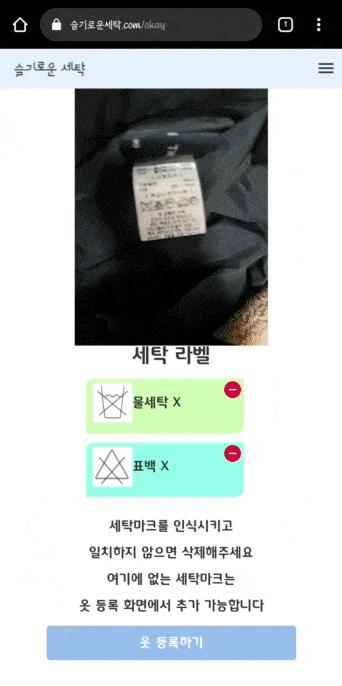 슬기로운세탁.com/okay
1
슬기로운 세탁
세탁 라벨
물세탁 X
표백 X
세탁마크를 인식시키고
일치하지 않으면 삭제해주세요
여기에 없는 세탁마크는
옷 등록 화면에서 추가 가능합니다
옷 등록하기